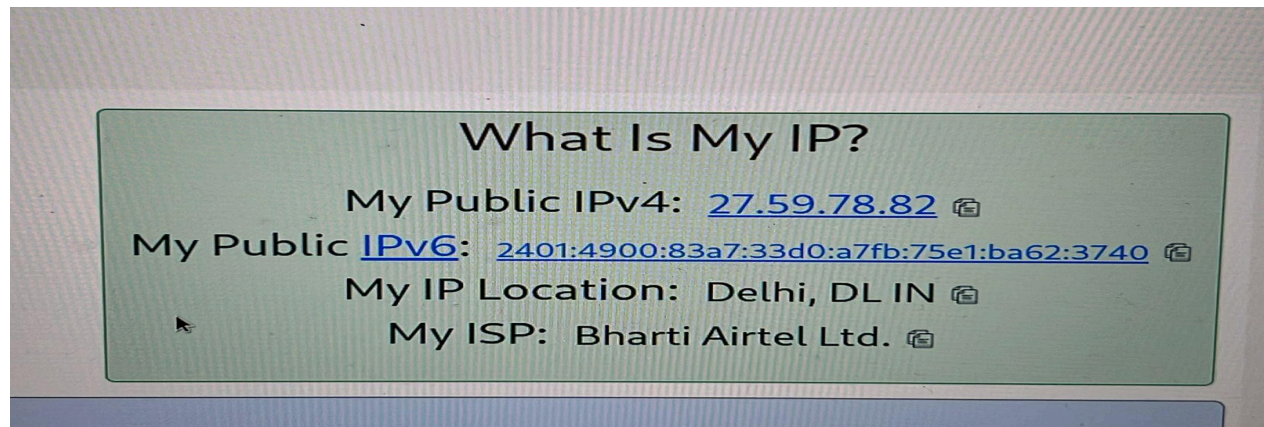 What Is My IP?
My Public IPv4: 27.59.78.82
My Public IPv6: 2401:4900:83a7:33d0:a7fb:75e1:ba62:3740
My IP Location: Delhi, DL IN
My ISP: Bharti Airtel Ltd.